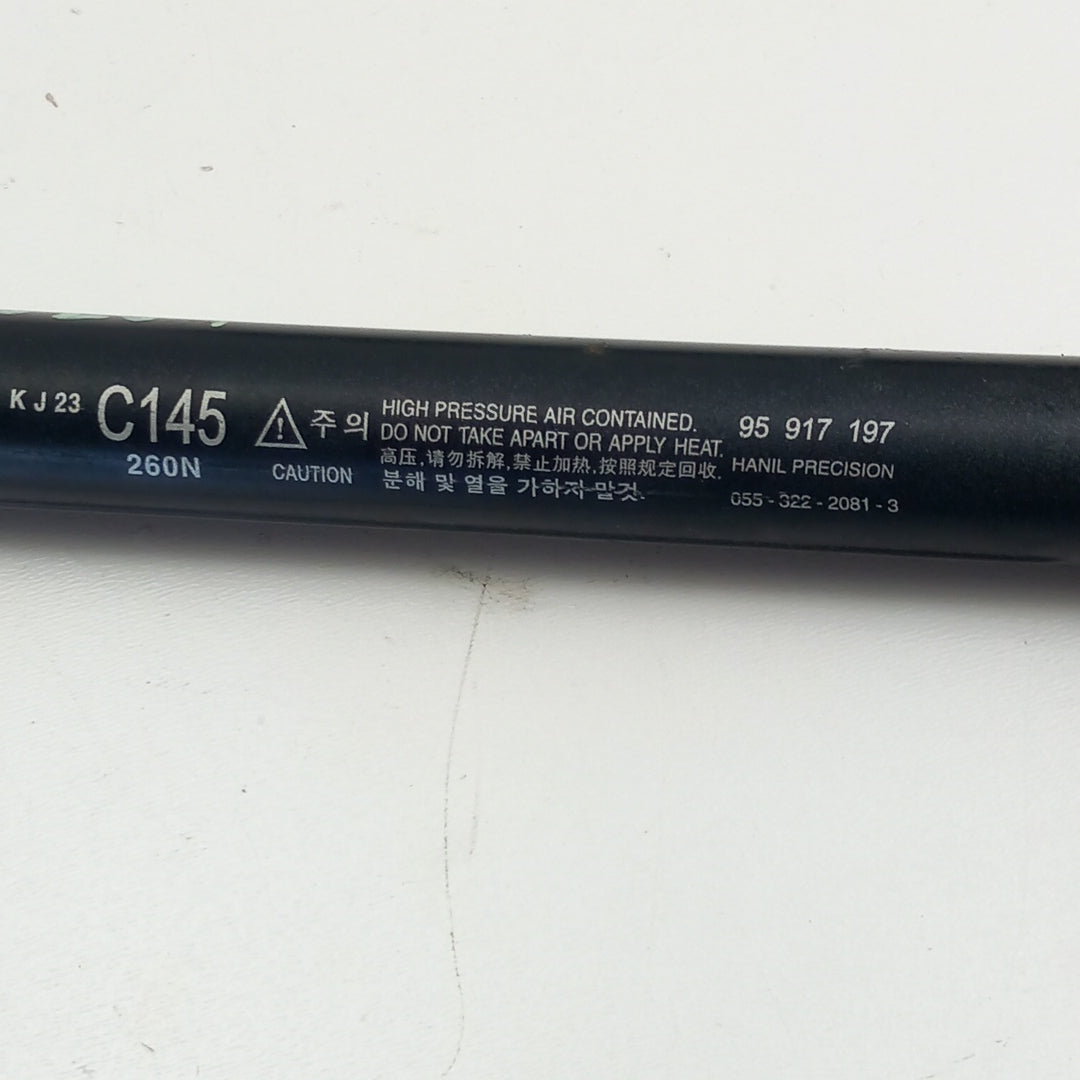 KJ23 C145
260N
주의
CAUTION
HIGH PRESSURE AIR CONTAINED.
DO NOT TAKE APART OR APPLY HEAT.
高压,请勿拆解,禁止加热,按照规定回收.
분해 및 열을 가하지 말것.
95 917 197
HANIL PRECISION
055-322-2081-3